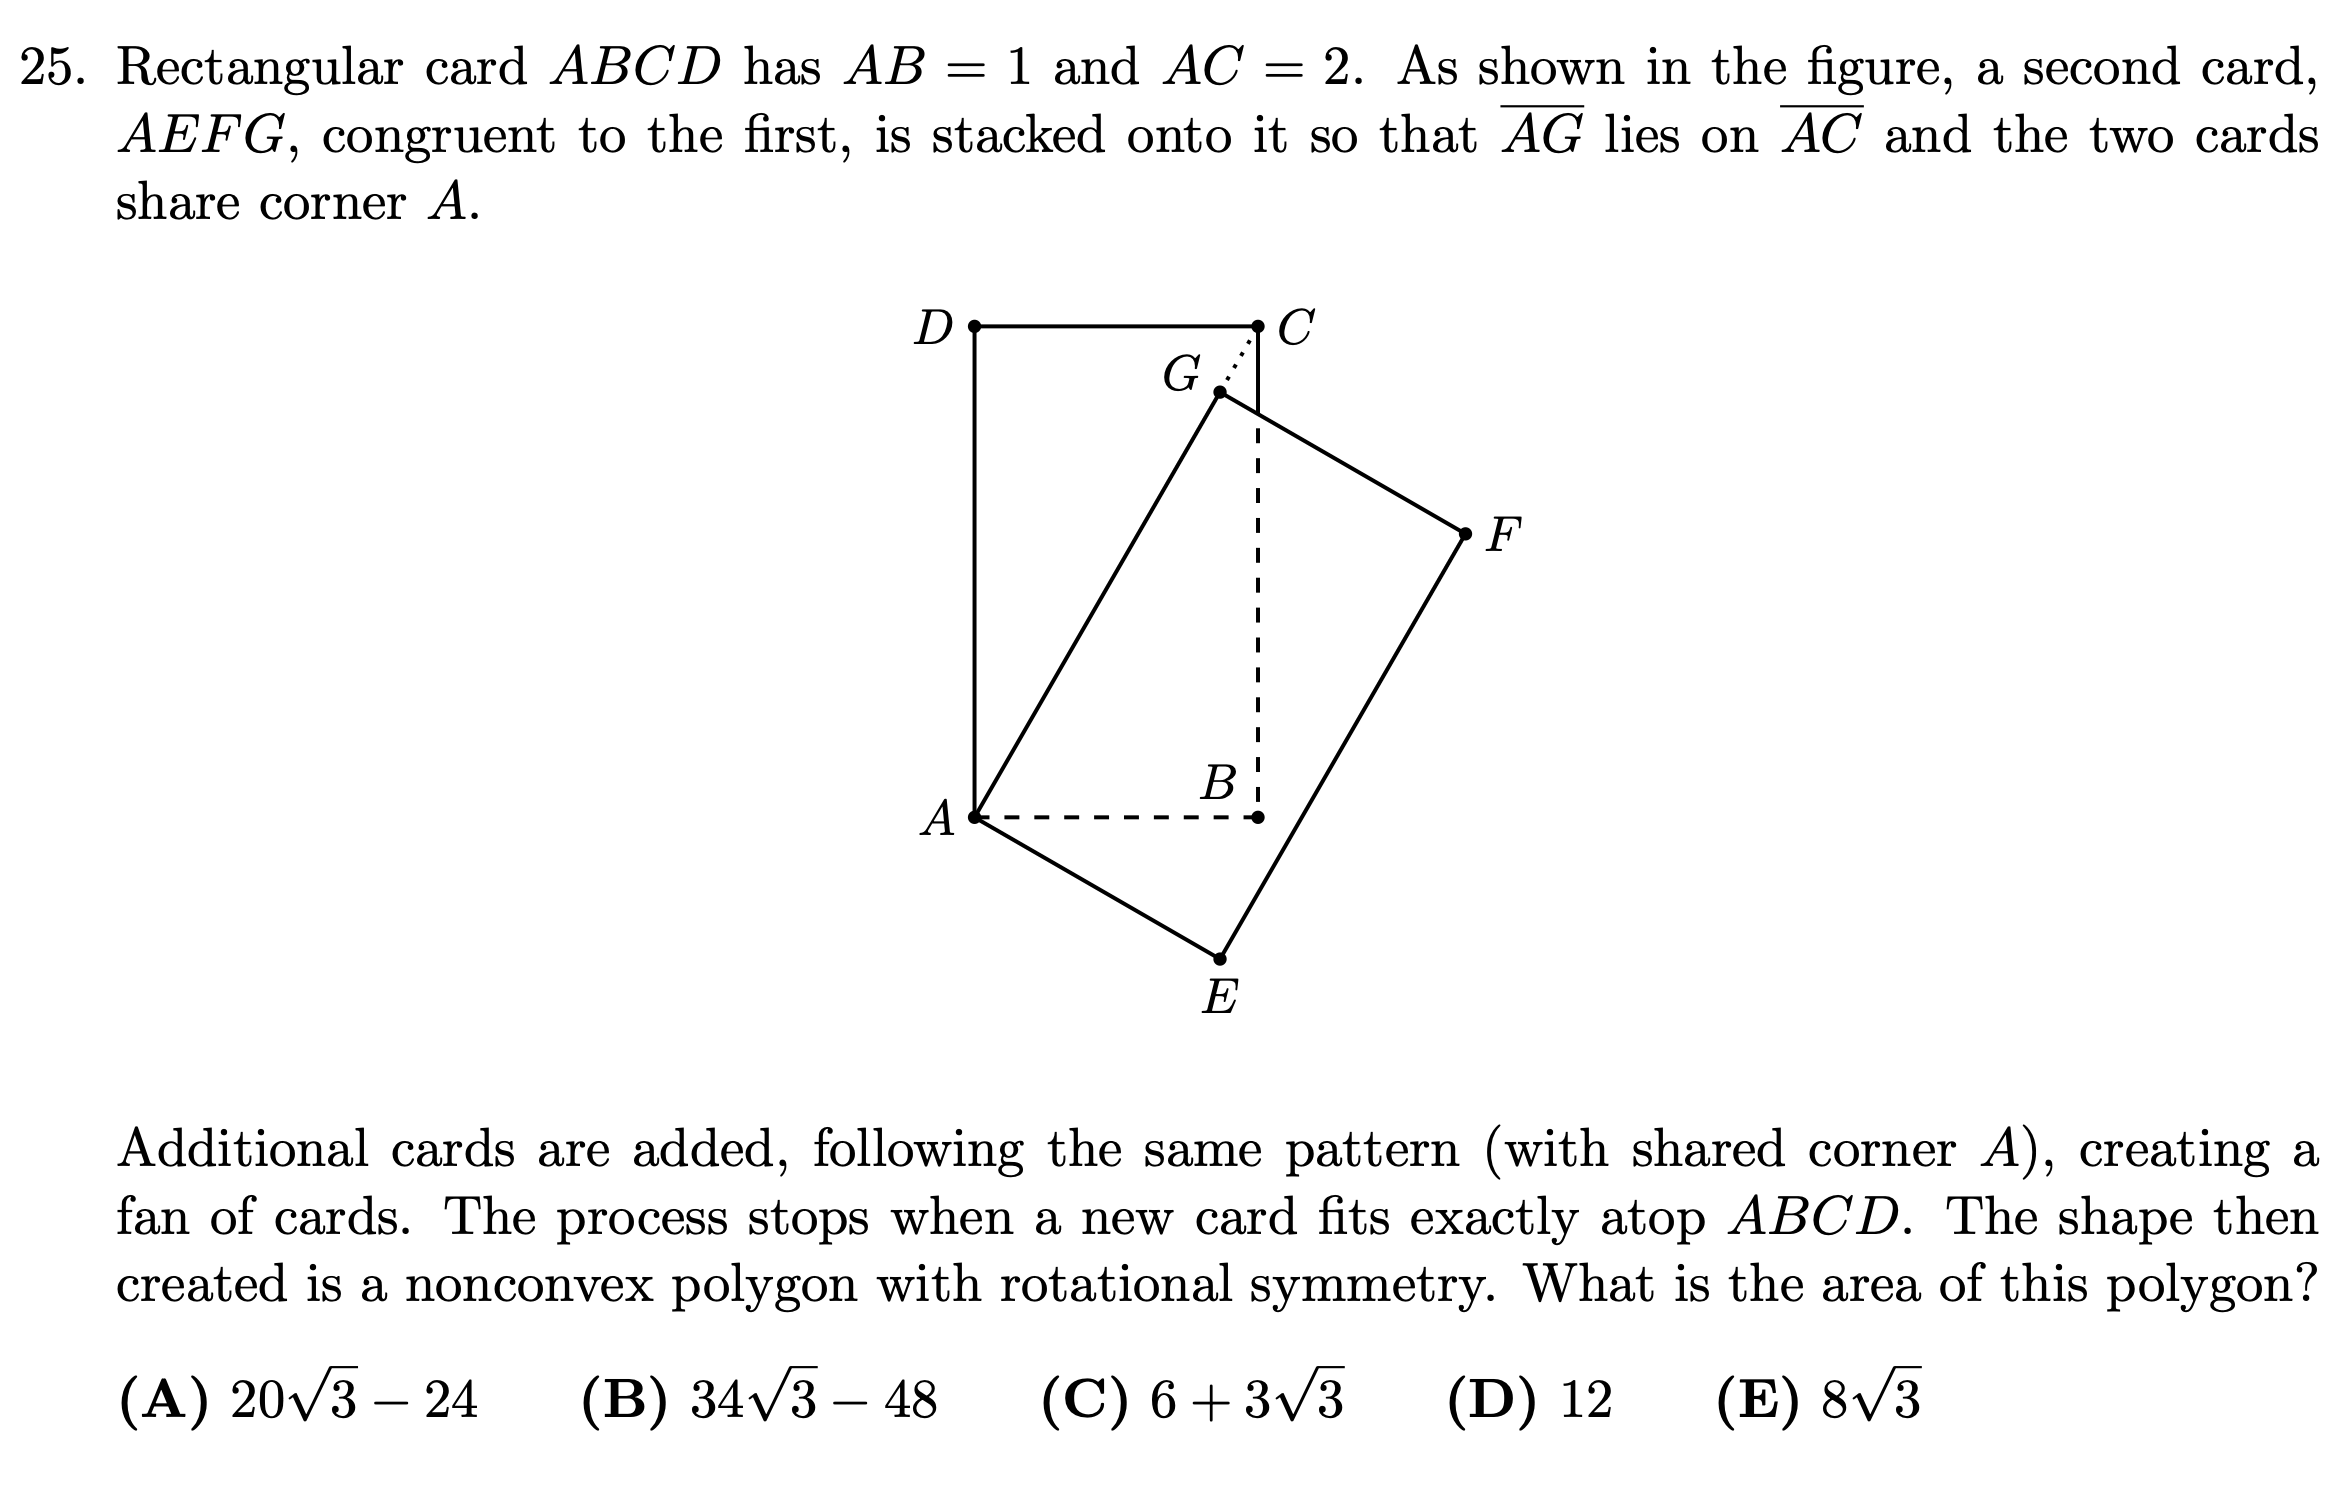 25. Rectangular card ABCD has AB = 1 and AC = 2. As shown in the figure, a second card,
AEFG, congruent to the first, is stacked onto it so that A͞G͞ lies on A͞C͞ and the two cards
share corner A.
D
C
G
F
B
A
E
Additional cards are added, following the same pattern (with shared corner A), creating a
fan of cards. The process stops when a new card fits exactly atop ABCD. The shape then
created is a nonconvex polygon with rotational symmetry. What is the area of this polygon?
(A) 20√3 – 24 (B) 34√3 – 48 (C) 6 + 3√3 (D) 12 (E) 8√3